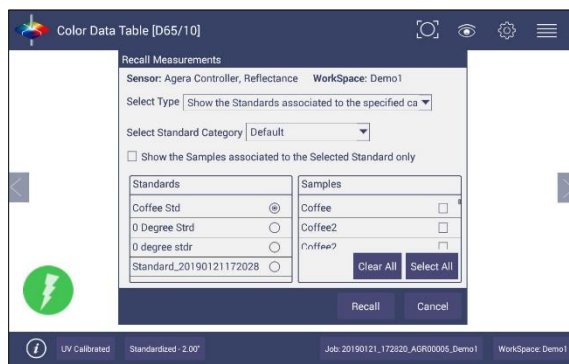 Color Data Table [D65/10]
Recall Measurements
Sensor: Agera Controller, Reflectance WorkSpace: Demo1
Select Type Show the Standards associated to the specified ca
Select Standard Category Default
Show the Samples associated to the Selected Standard only
Standards
Coffee Std
0 Degree Strd
0 degree stdr
Standard_20190121172028
Samples
Coffee
Coffee2
Coffee2
Clear All Select All
Recall Cancel
UV Calibrated Standardized - 2.00" Job: 20190121_172820_AGR00005_Demo1 WorkSpace: Demo1